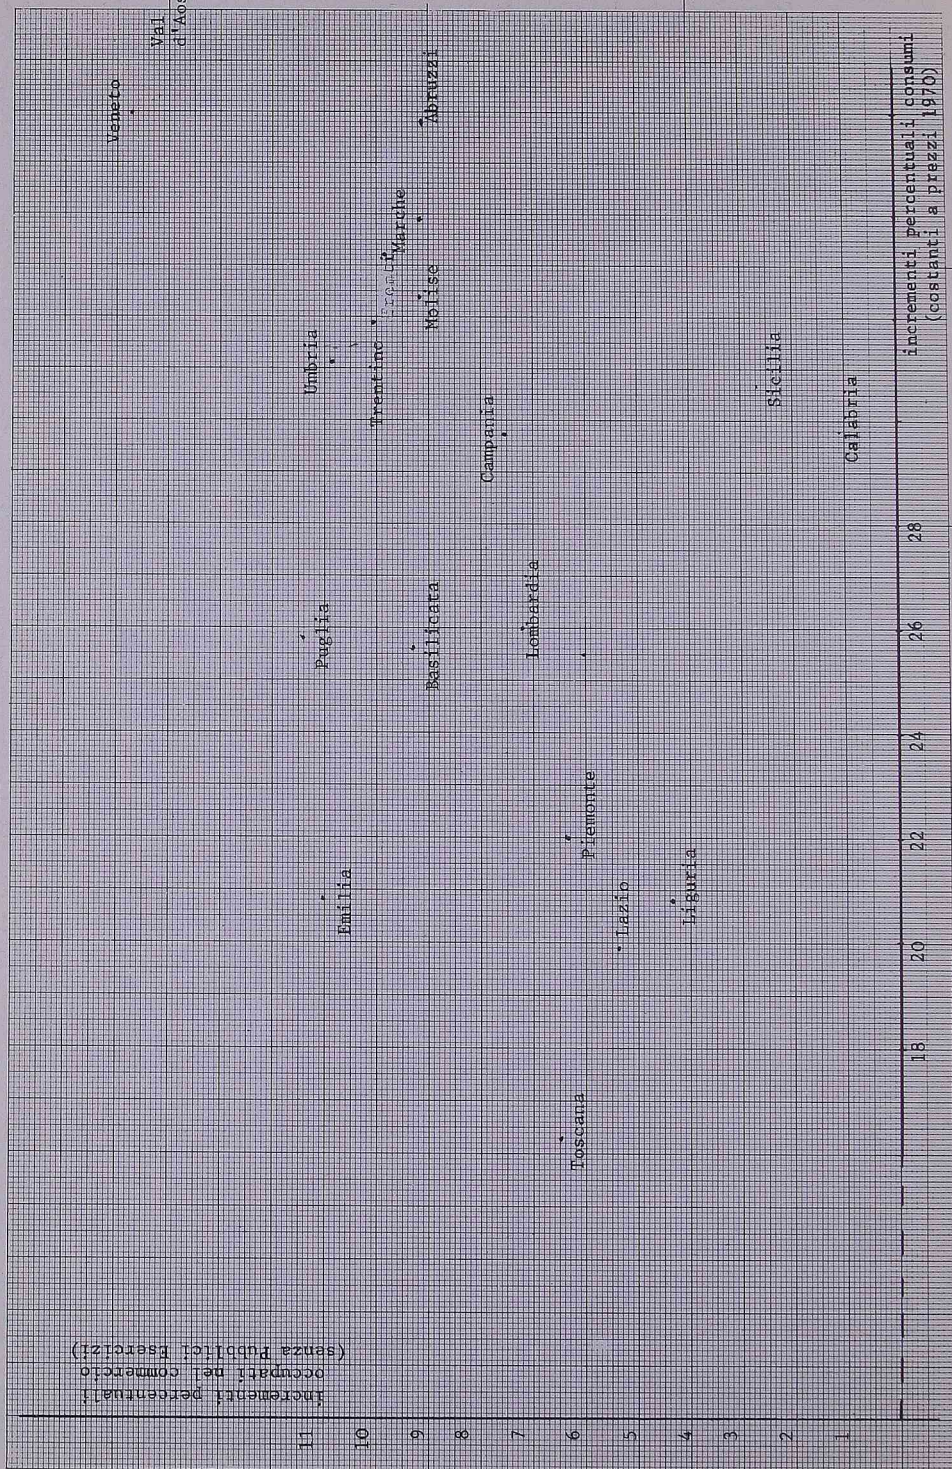 incrementi percentuali
occupati nel commercio
(senza Pubblici Esercizi)
Veneto
Val
Umbria
Puglia
Emilia
Trentino
Trenti
Marche
Abruzzi
Molise
Basilicata
Campania
Lombardia
Toscana
Piemonte
Lazio
Liguria
Sicilia
Calabria
11
10
9
8
7
6
5
4
3
2
1
18
20
22
24
26
28
incrementi percentuali consumi
(costanti a prezzi 1970)